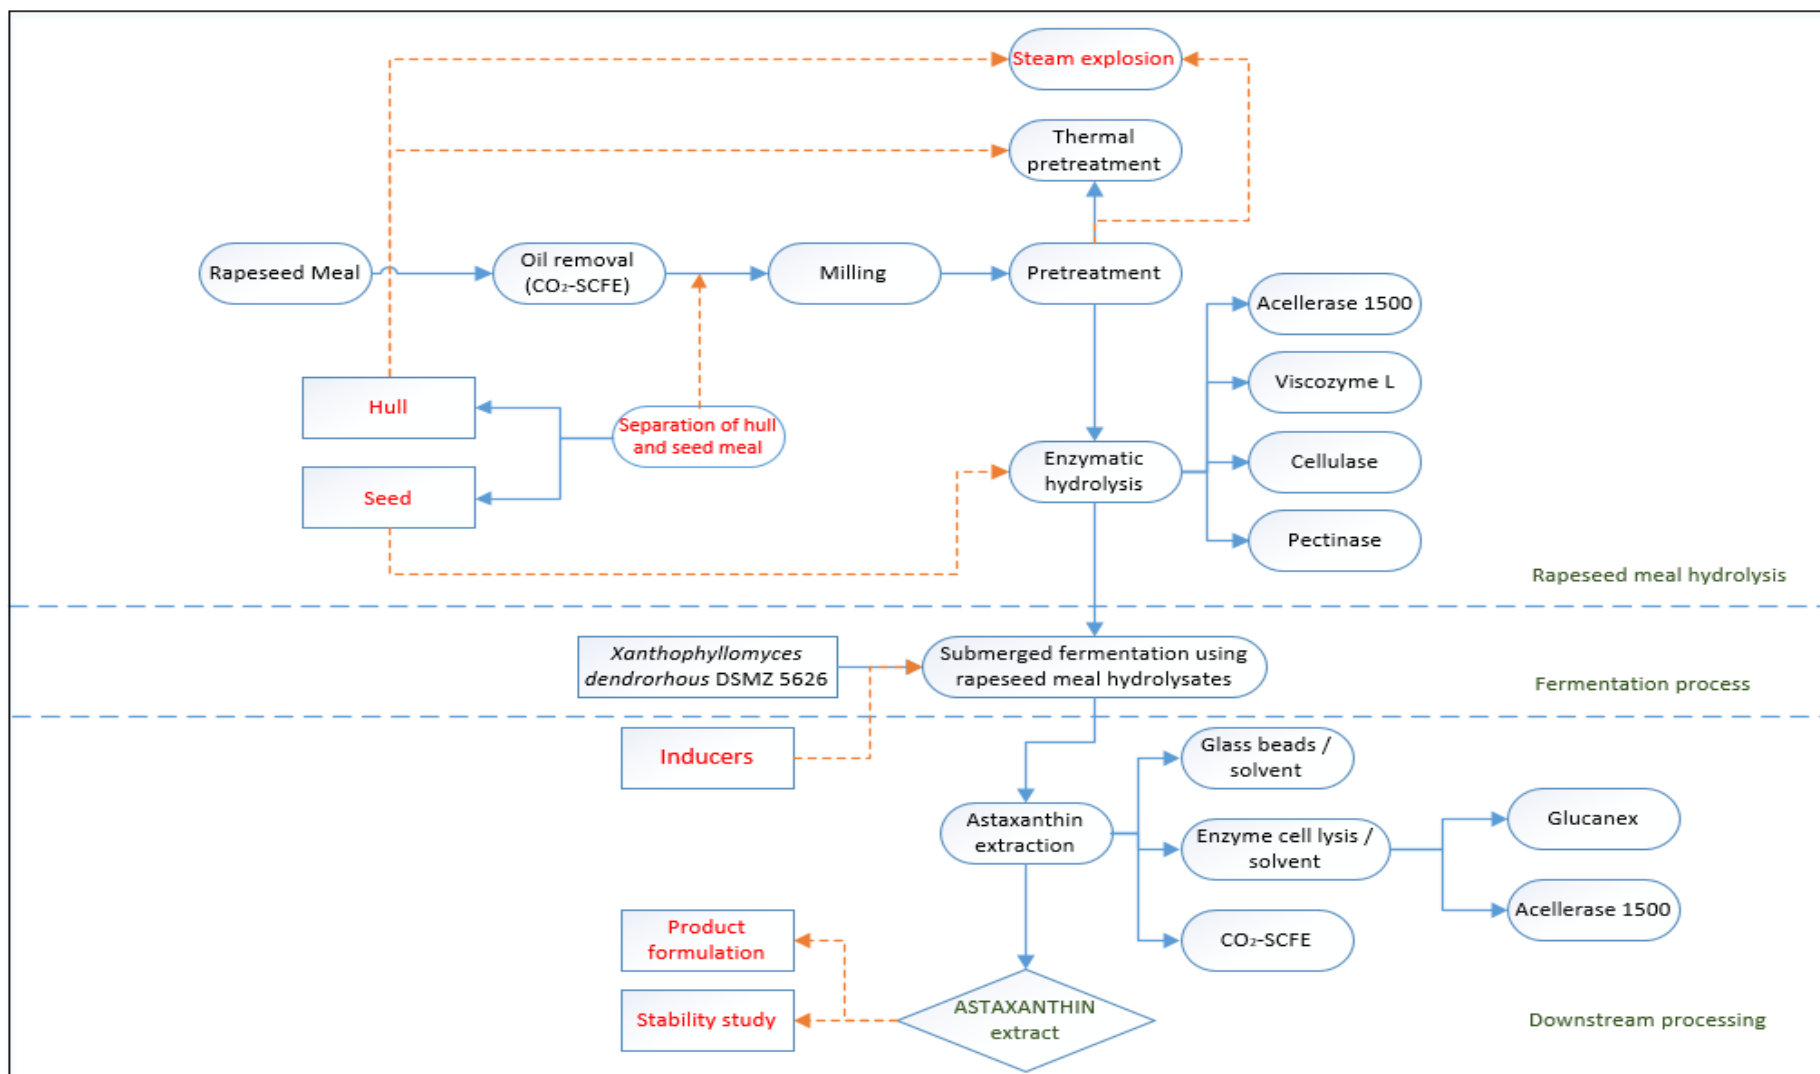 Steam explosion
Thermal
pretreatment
Rapeseed Meal
Oil removal
(CO₂-SCFE)
Milling
Pretreatment
Acellerase 1500
Viscozyme L
Hull
Separation of hull
and seed meal
Enzymatic
hydrolysis
Cellulase
Seed
Pectinase
Rapeseed meal hydrolysis
Xanthophyllomyces
dendrorhous DSMZ 5626
Submerged fermentation using
rapeseed meal hydrolysates
Fermentation process
Inducers
Glass beads /
solvent
Astaxanthin
extraction
Enzyme cell lysis /
solvent
Glucanex
Acellerase 1500
Product
formulation
CO₂-SCFE
Stability study
ASTAXANTHIN
extract
Downstream processing